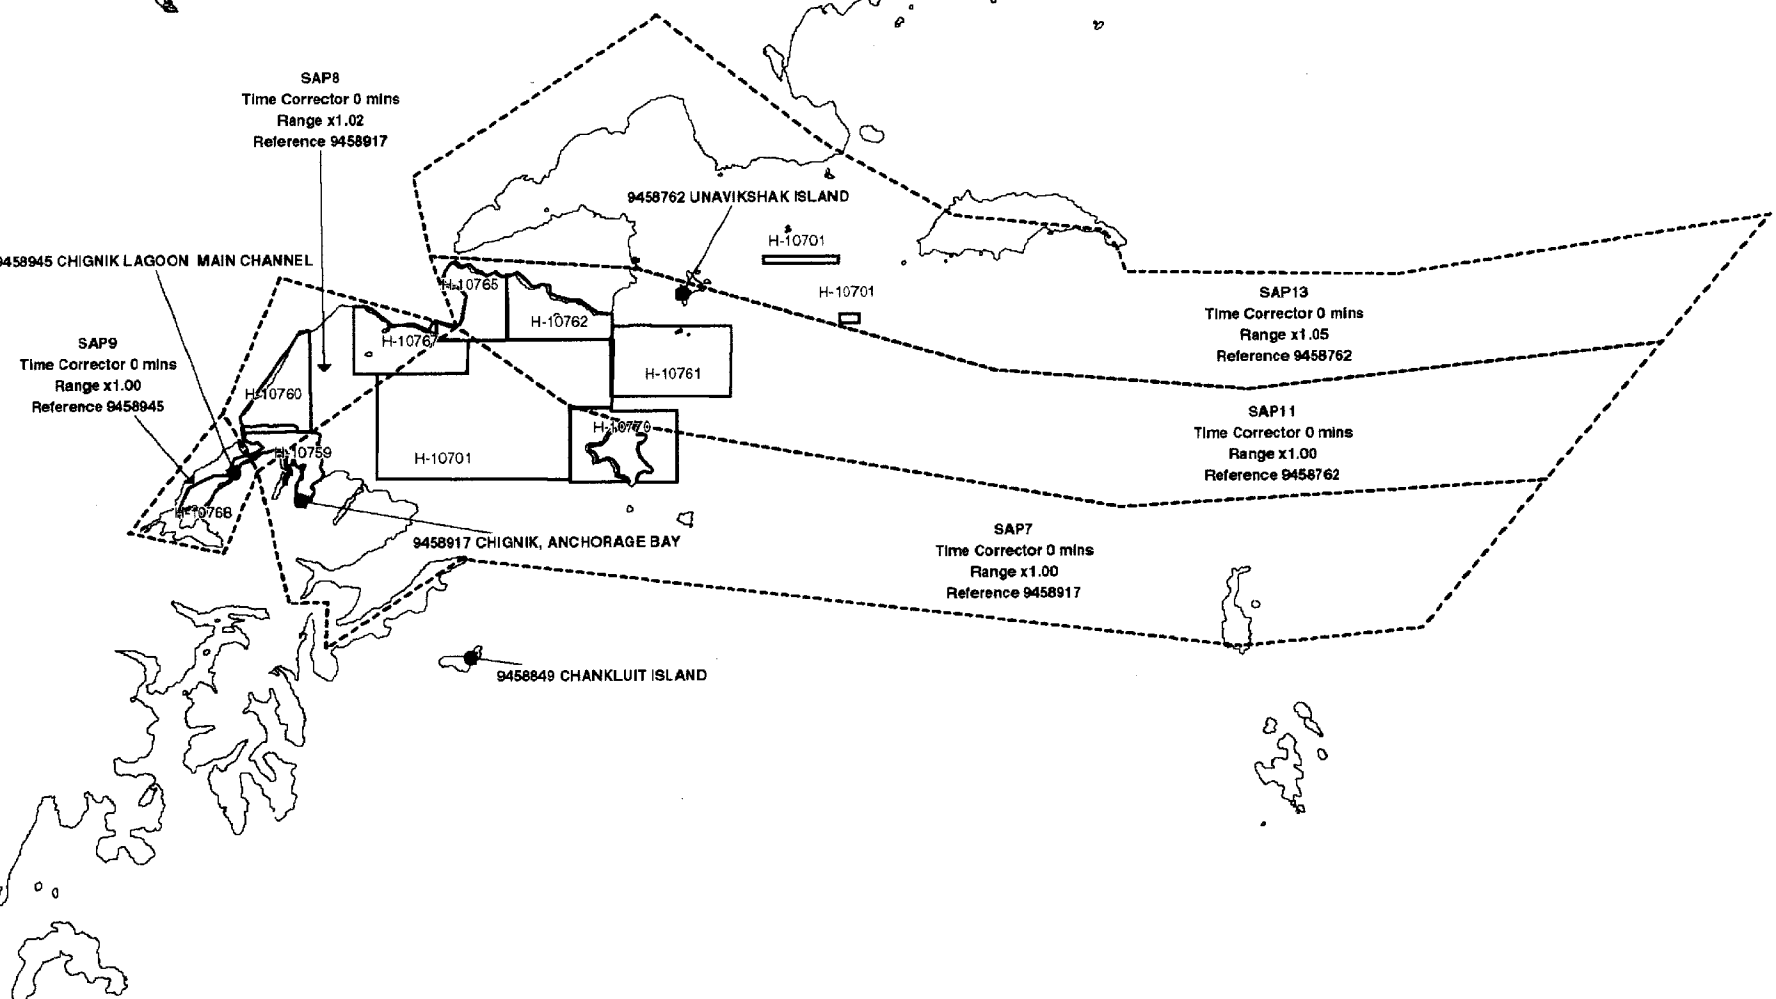 SAP8
Time Corrector 0 mins
Range x1.02
Reference 9458917
9458762 UNAVIKSHAK ISLAND
H-10701
9458945 CHIGNIK LAGOON MAIN CHANNEL
H-10765
H-10701
SAP13
Time Corrector 0 mins
Range x1.05
Reference 9458762
H-10762
H-10767
SAP9
Time Corrector 0 mins
Range x1.00
Reference 9458945
H-10761
H-10760
SAP11
Time Corrector 0 mins
Range x1.00
Reference 9458762
H-10770
H-10759
H-10701
H-10768
9458917 CHIGNIK, ANCHORAGE BAY
SAP7
Time Corrector 0 mins
Range x1.00
Reference 9458917
9458849 CHANKLUIT ISLAND